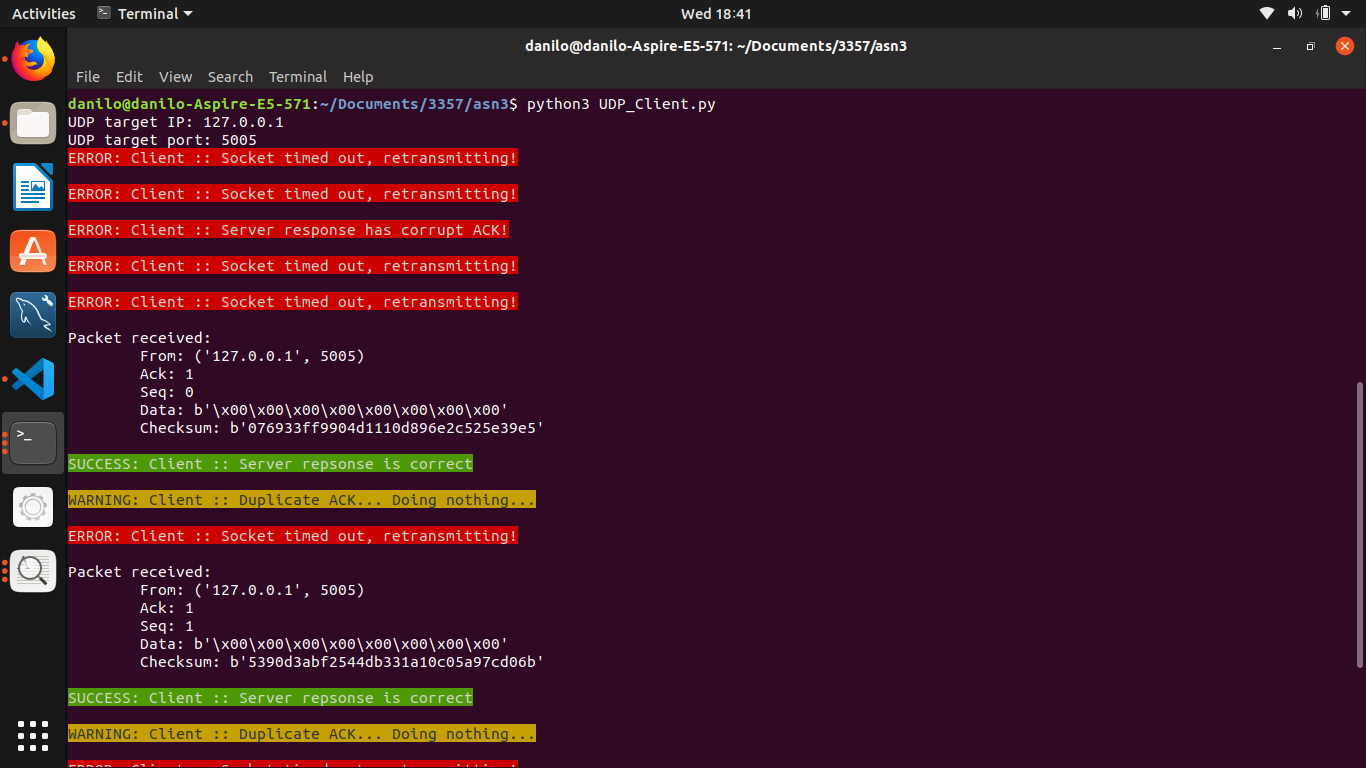 Activities
Terminal
Wed 18:41
danilo@danilo-Aspire-E5-571: ~/Documents/3357/asn3
File Edit View Search Terminal Help
danilo@danilo-Aspire-E5-571:~/Documents/3357/asn3$ python3 UDP_Client.py
UDP target IP: 127.0.0.1
UDP target port: 5005
ERROR: Client :: Socket timed out, retransmitting!
ERROR: Client :: Socket timed out, retransmitting!
ERROR: Client :: Server response has corrupt ACK!
ERROR: Client :: Socket timed out, retransmitting!
ERROR: Client :: Socket timed out, retransmitting!
Packet received:
From: ('127.0.0.1', 5005)
Ack: 1
Seq: 0
Data: b'\x00\x00\x00\x00\x00\x00\x00\x00'
Checksum: b'076933ff9904d1110d896e2c525e39e5'
SUCCESS: Client :: Server repsonse is correct
WARNING: Client :: Duplicate ACK... Doing nothing...
ERROR: Client :: Socket timed out, retransmitting!
Packet received:
From: ('127.0.0.1', 5005)
Ack: 1
Seq: 1
Data: b'\x00\x00\x00\x00\x00\x00\x00\x00'
Checksum: b'5390d3abf2544db331a10c05a97cd06b'
SUCCESS: Client :: Server repsonse is correct
WARNING: Client :: Duplicate ACK... Doing nothing...
ERROR: Client :: Socket timed out, retransmitting!